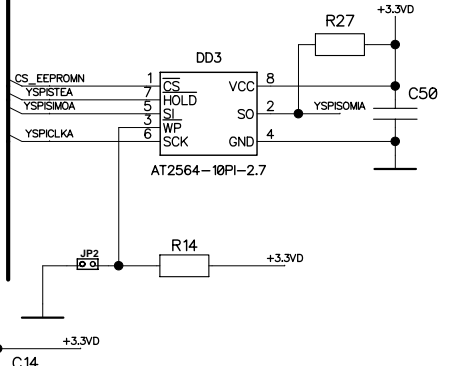 +3.3VD
R27
DD3
CS_EEPROMN 1 CS VCC 8
YSPISTEA 7 HOLD
C50
YSPISIMOA 5 SI SO 2 YSPISOMIA
3 WP
YSPICLKA 6 SCK GND 4
AT2564-10PI-2.7
JP2
R14
+3.3VD
+3.3VD
C14